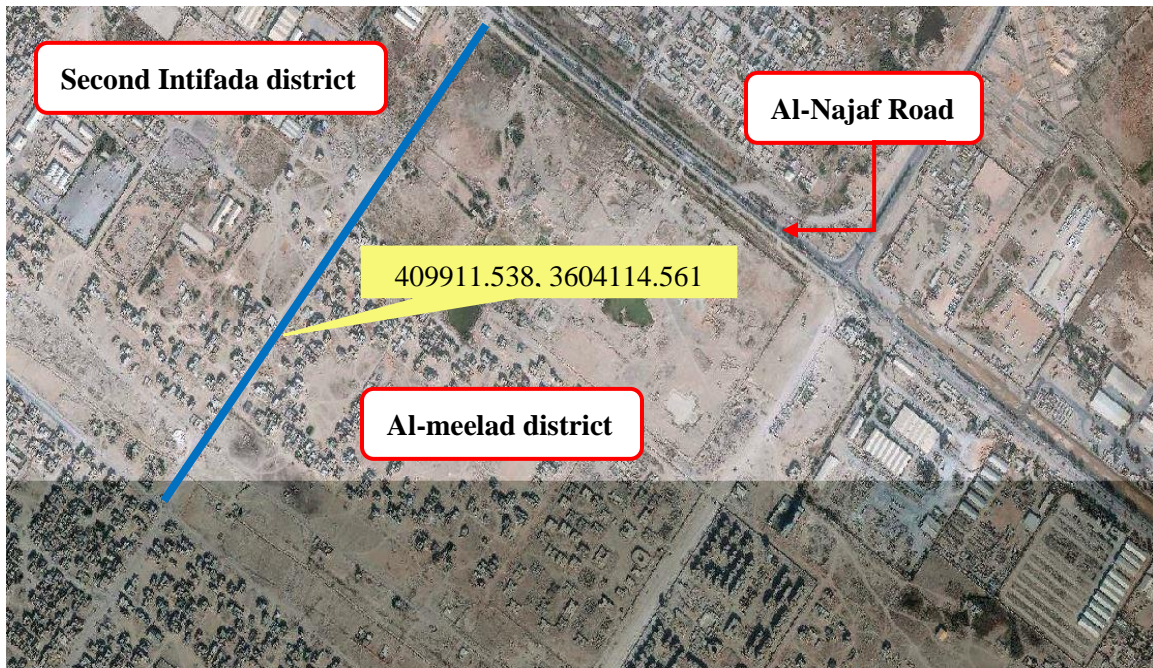 Second Intifada district
Al-Najaf Road
409911.538, 3604114.561
Al-meelad district